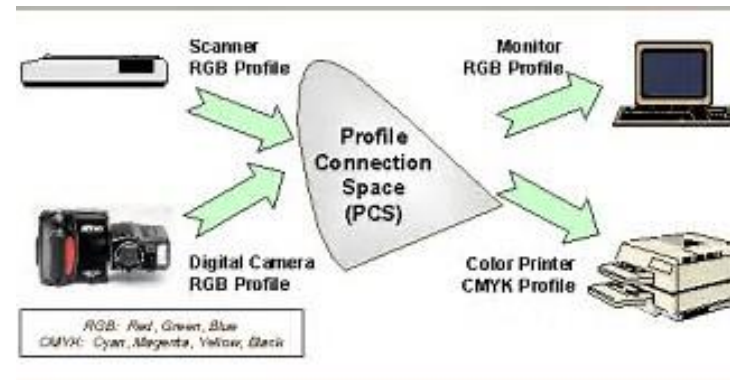 Scanner
RGB Profile
Monitor
RGB Profile
Profile
Connection
Space
(PCS)
Digital Camera
RGB Profile
Color Printer
CMYK Profile
RGB: Red, Green, Blue
CMYK: Cyan, Magenta, Yellow, Black